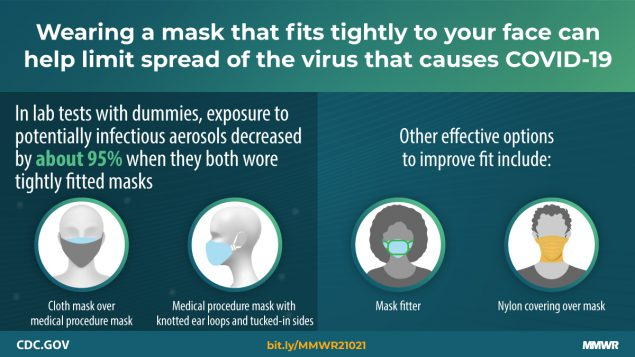 Wearing a mask that fits tightly to your face can
help limit spread of the virus that causes COVID-19
In lab tests with dummies, exposure to
potentially infectious aerosols decreased
by about 95% when they both wore
tightly fitted masks
Cloth mask over
medical procedure mask
Medical procedure mask with
knotted ear loops and tucked-in sides
Other effective options
to improve fit include:
Mask fitter
Nylon covering over mask
CDC.GOV
bit.ly/MMWR21021
MMWR